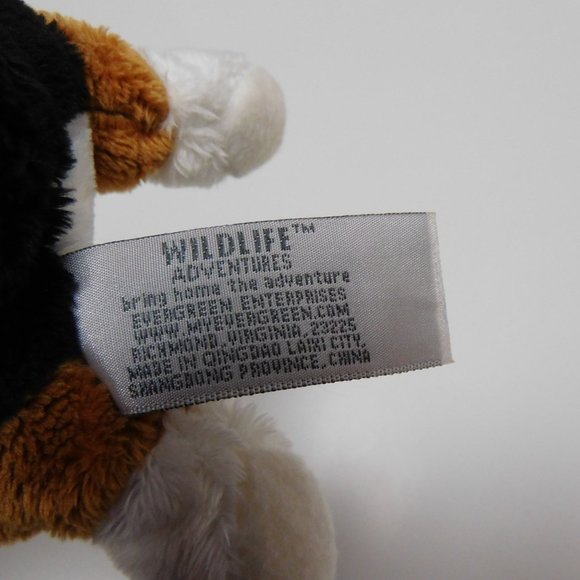 WILDLIFE™
ADVENTURES
bring home the adventure
EVERGREEN ENTERPRISES
WWW.MYEVERGREEN.COM
RICHMOND, VIRGINIA, 23225
MADE IN QINGDAO LAIXI CITY,
SHANGDONG PROVINCE, CHINA